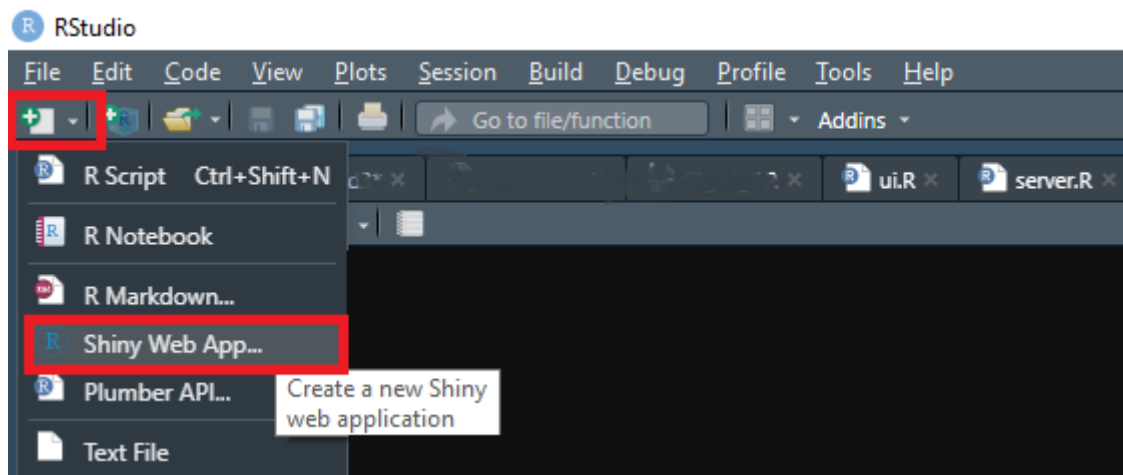 R RStudio
File Edit Code View Plots Session Build Debug Profile Tools Help
Go to file/function Addins
R Script Ctrl+Shift+N
ui.R server.R
R Notebook
R Markdown...
Shiny Web App...
Plumber API...
Create a new Shiny
web application
Text File